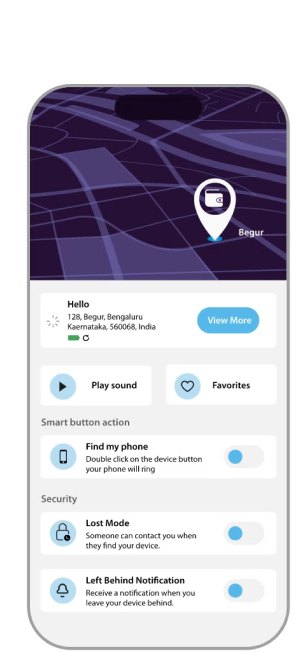 Begur
Hello
128, Begur, Bengaluru
Kaernataka, 560068, India
View More
Play sound
Favorites
Smart button action
Find my phone
Double click on the device button
your phone will ring
Security
Lost Mode
Someone can contact you when
they find your device.
Left Behind Notification
Receive a notification when you
leave your device behind.